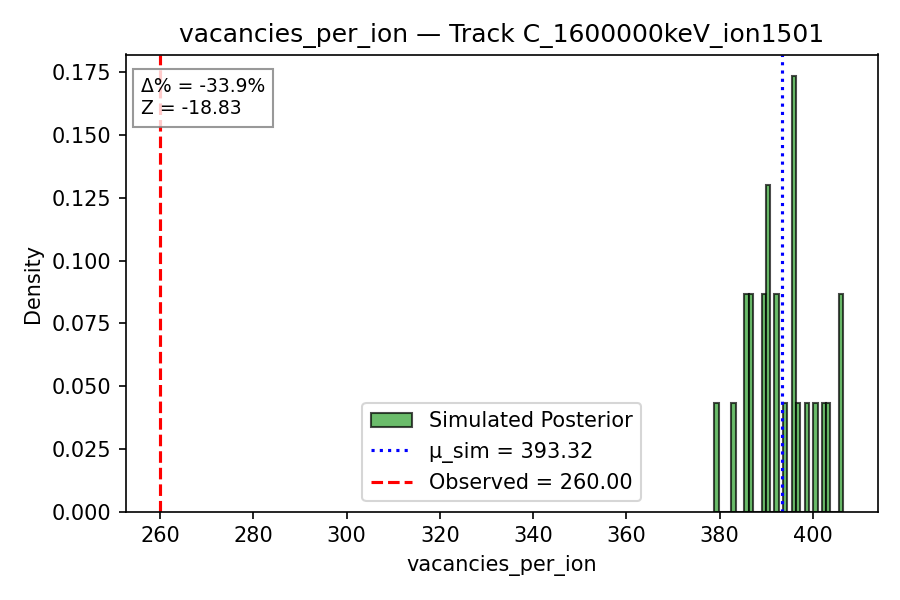 vacancies_per_ion — Track C_1600000keV_ion1501
Δ% = -33.9%
Z = -18.83
Density
0.175
0.150
0.125
0.100
0.075
0.050
0.025
0.000
Simulated Posterior
μ_sim = 393.32
Observed = 260.00
260 280 300 320 340 360 380 400
vacancies_per_ion